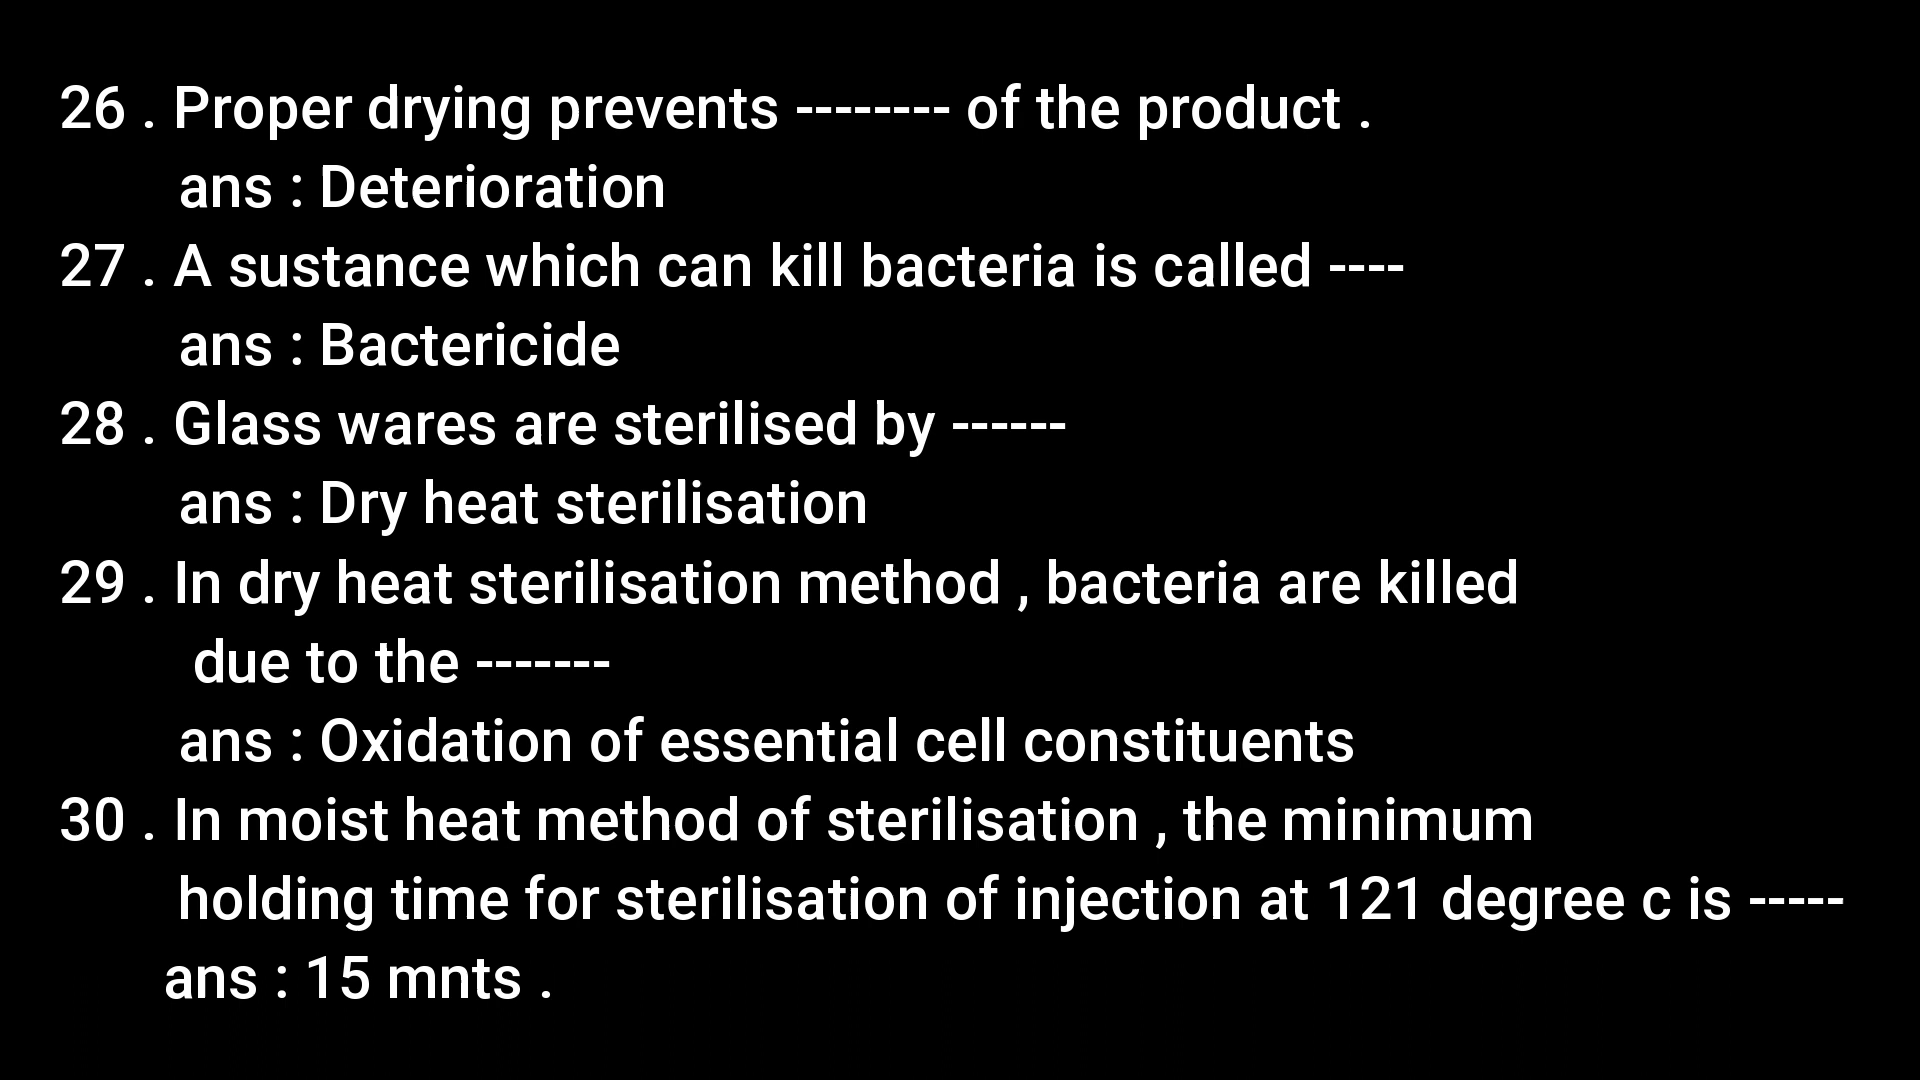 26 . Proper drying prevents -------- of the product .
ans : Deterioration
27 . A sustance which can kill bacteria is called ----
ans : Bactericide
28 . Glass wares are sterilised by ------
ans : Dry heat sterilisation
29 . In dry heat sterilisation method , bacteria are killed
due to the -------
ans : Oxidation of essential cell constituents
30 . In moist heat method of sterilisation , the minimum
holding time for sterilisation of injection at 121 degree c is -----
ans : 15 mnts .